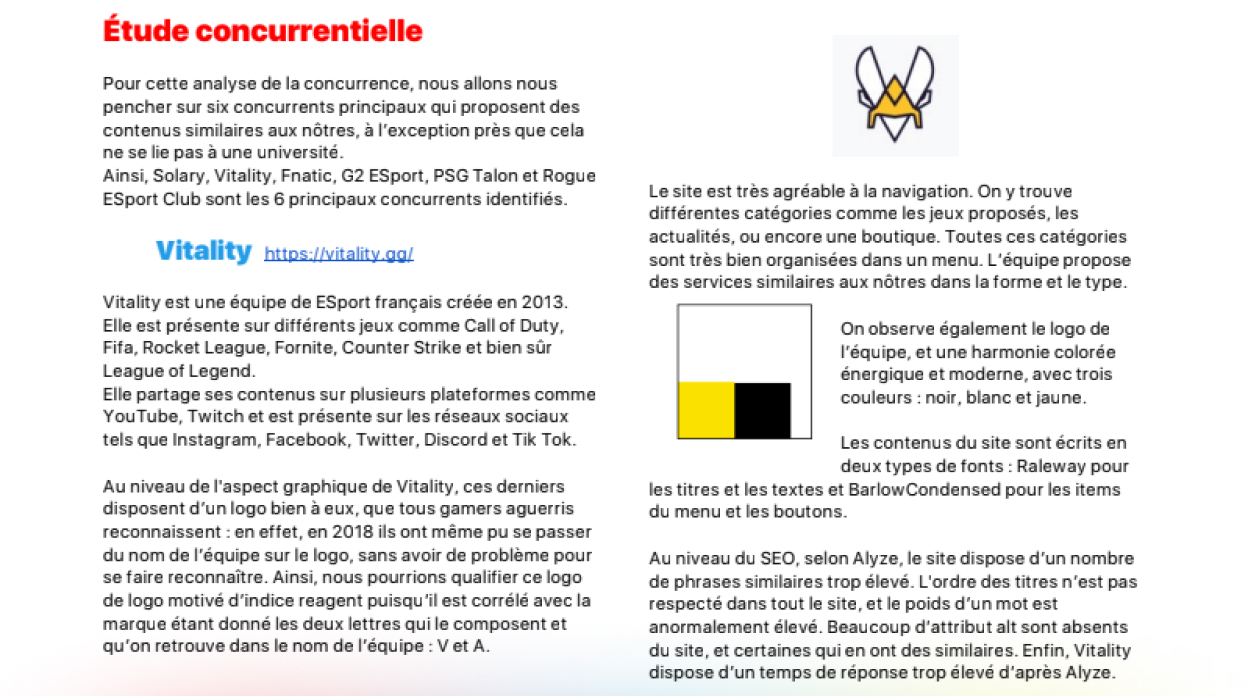 Étude concurrentielle
Pour cette analyse de la concurrence, nous allons nous
pencher sur six concurrents principaux qui proposent des
contenus similaires aux nôtres, à l'exception près que cela
ne se lie pas à une université.
Ainsi, Solary, Vitality, Fnatic, G2 ESport, PSG Talon et Rogue
ESport Club sont les 6 principaux concurrents identifiés.
Vitality https://vitality.gg/
Vitality est une équipe de ESport français créée en 2013.
Elle est présente sur différents jeux comme Call of Duty,
Fifa, Rocket League, Fornite, Counter Strike et bien sûr
League of Legend.
Elle partage ses contenus sur plusieurs plateformes comme
YouTube, Twitch et est présente sur les réseaux sociaux
tels que Instagram, Facebook, Twitter, Discord et Tik Tok.
Au niveau de l'aspect graphique de Vitality, ces derniers
disposent d'un logo bien à eux, que tous gamers aguerris
reconnaissent : en effet, en 2018 ils ont même pu se passer
du nom de l'équipe sur le logo, sans avoir de problème pour
se faire reconnaître. Ainsi, nous pourrions qualifier ce logo
de logo motivé d'indice reagent puisqu'il est corrélé avec la
marque étant donné les deux lettres qui le composent et
qu'on retrouve dans le nom de l'équipe : V et A.
Le site est très agréable à la navigation. On y trouve
différentes catégories comme les jeux proposés, les
actualités, ou encore une boutique. Toutes ces catégories
sont très bien organisées dans un menu. L'équipe propose
des services similaires aux nôtres dans la forme et le type.
On observe également le logo de
l'équipe, et une harmonie colorée
énergique et moderne, avec trois
couleurs : noir, blanc et jaune.
Les contenus du site sont écrits en
deux types de fonts : Raleway pour
les titres et les textes et BarlowCondensed pour les items
du menu et les boutons.
Au niveau du SEO, selon Alyze, le site dispose d'un nombre
de phrases similaires trop élevé. L'ordre des titres n'est pas
respecté dans tout le site, et le poids d'un mot est
anormalement élevé. Beaucoup d'attribut alt sont absents
du site, et certaines qui en ont des similaires. Enfin, Vitality
dispose d'un temps de réponse trop élevé d'après Alyze.